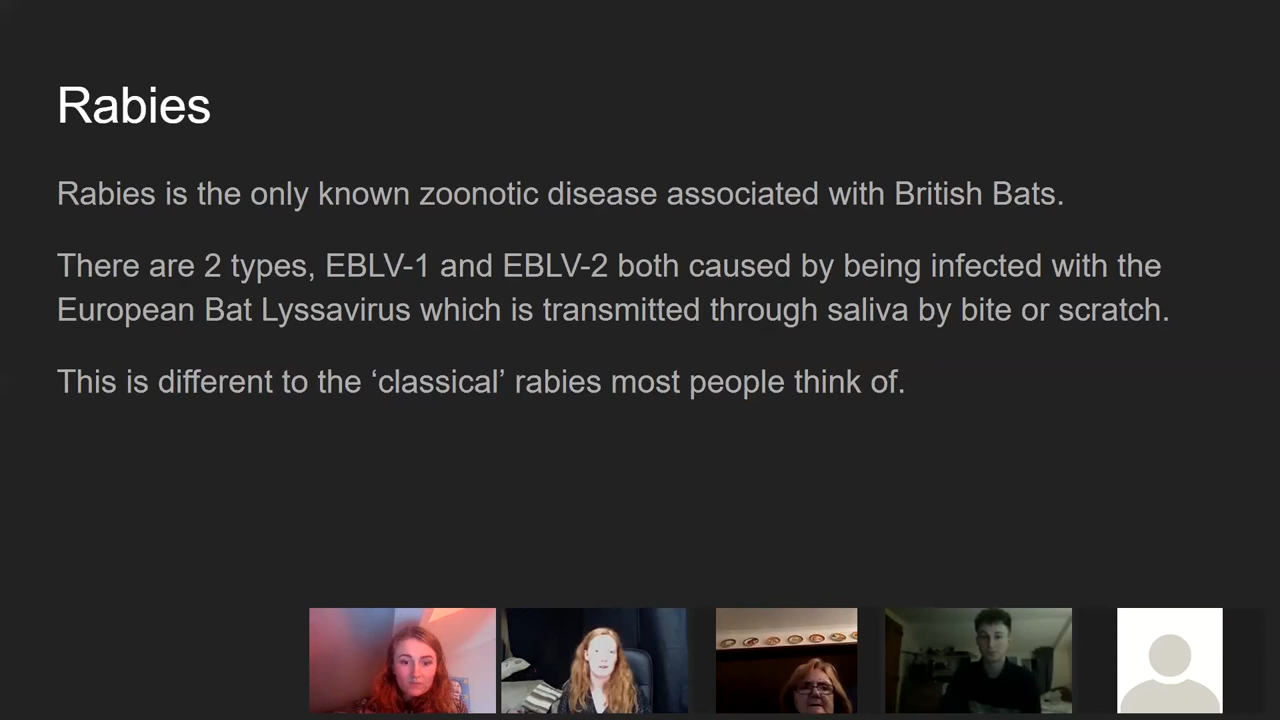 Rabies
Rabies is the only known zoonotic disease associated with British Bats.
There are 2 types, EBLV-1 and EBLV-2 both caused by being infected with the
European Bat Lyssavirus which is transmitted through saliva by bite or scratch.
This is different to the ‘classical’ rabies most people think of.